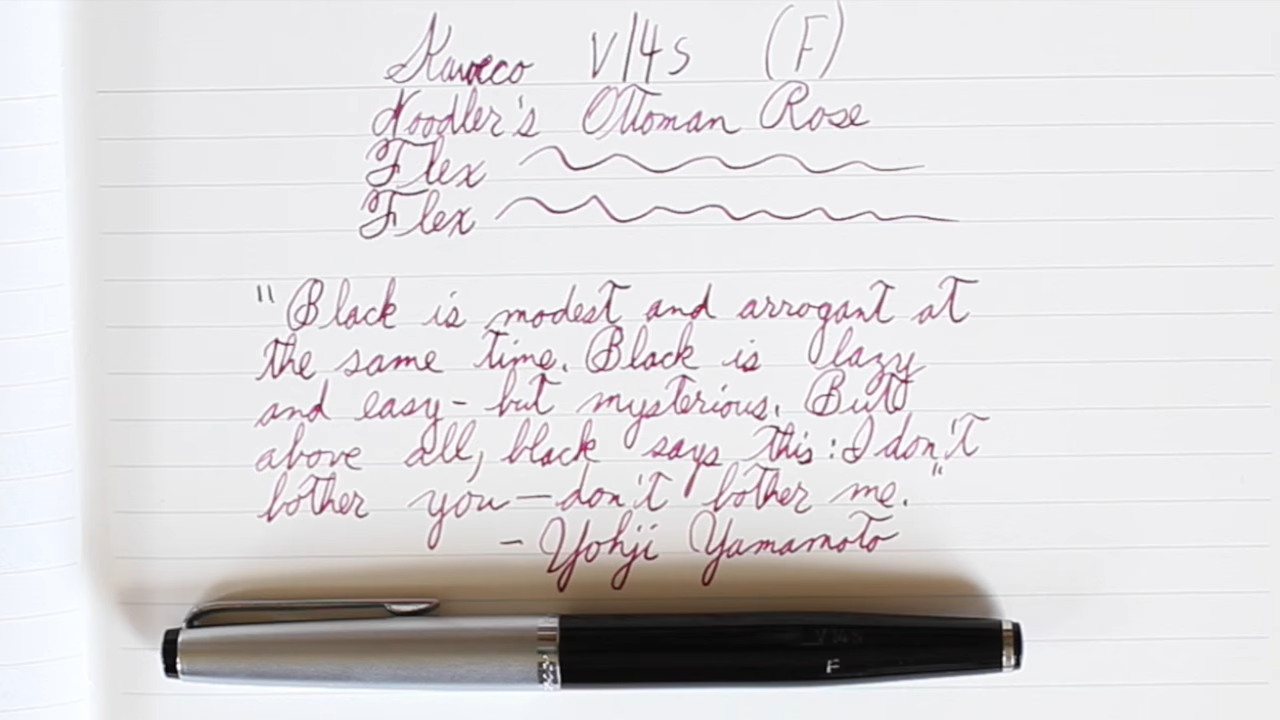 Kaweco V14S (F)
Noodler's Ottoman Rose
Flex
Flex
"Black is modest and arrogant at
the same time. Black is lazy
and easy- but mysterious. But
above all, black says this: I don't
bother you—don't bother me."
- Yohji Yamamoto
V14S
F